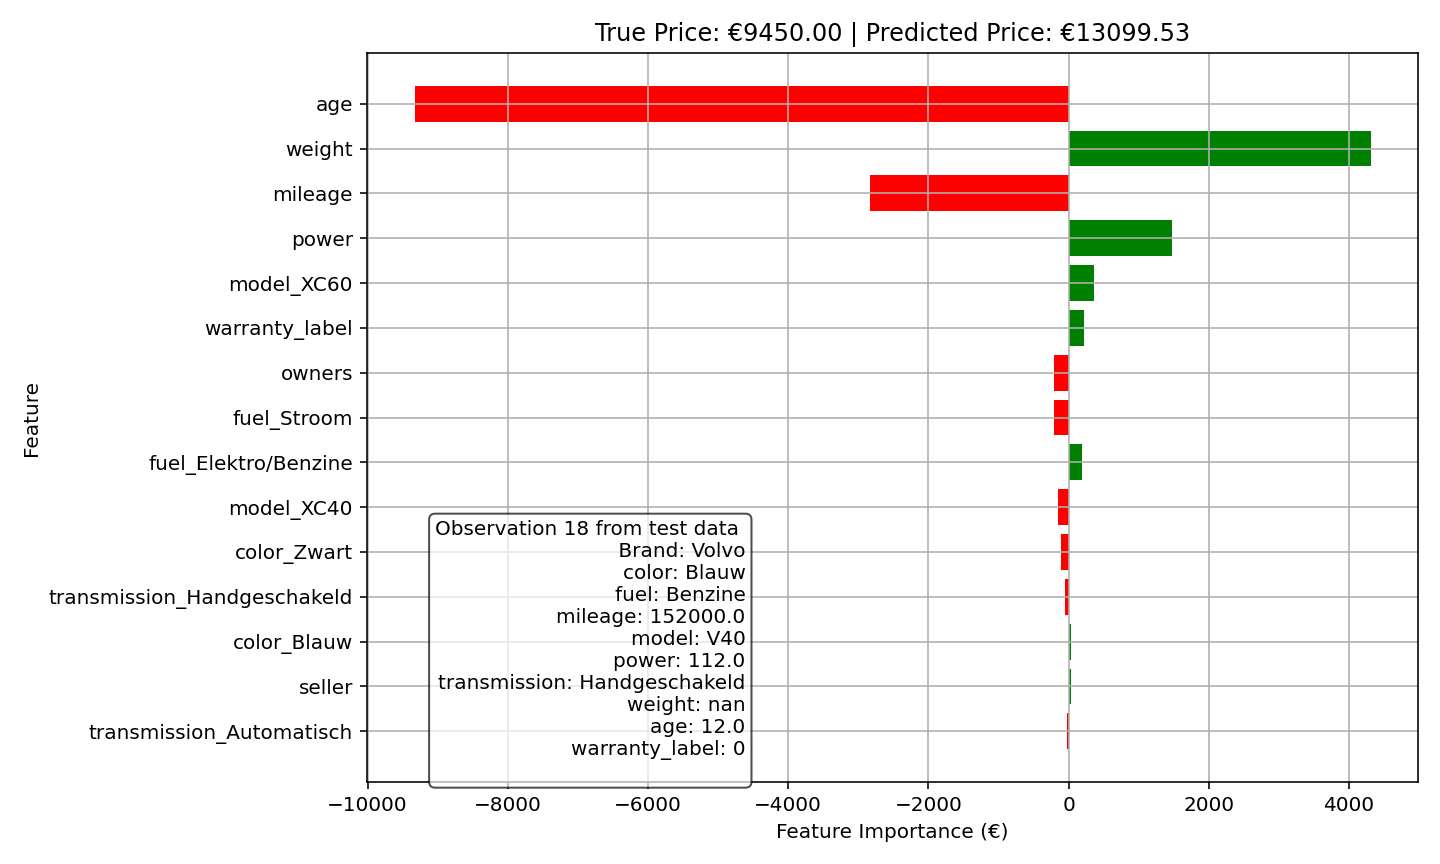 True Price: €9450.00 | Predicted Price: €13099.53
Feature
age
weight
mileage
power
model_XC60
warranty_label
owners
fuel_Stroom
fuel_Elektro/Benzine
model_XC40
color_Zwart
transmission_Handgeschakeld
color_Blauw
seller
transmission_Automatisch
Observation 18 from test data
Brand: Volvo
color: Blauw
fuel: Benzine
mileage: 152000.0
model: V40
power: 112.0
transmission: Handgeschakeld
weight: nan
age: 12.0
warranty_label: 0
−10000 −8000 −6000 −4000 −2000 0 2000 4000
Feature Importance (€)